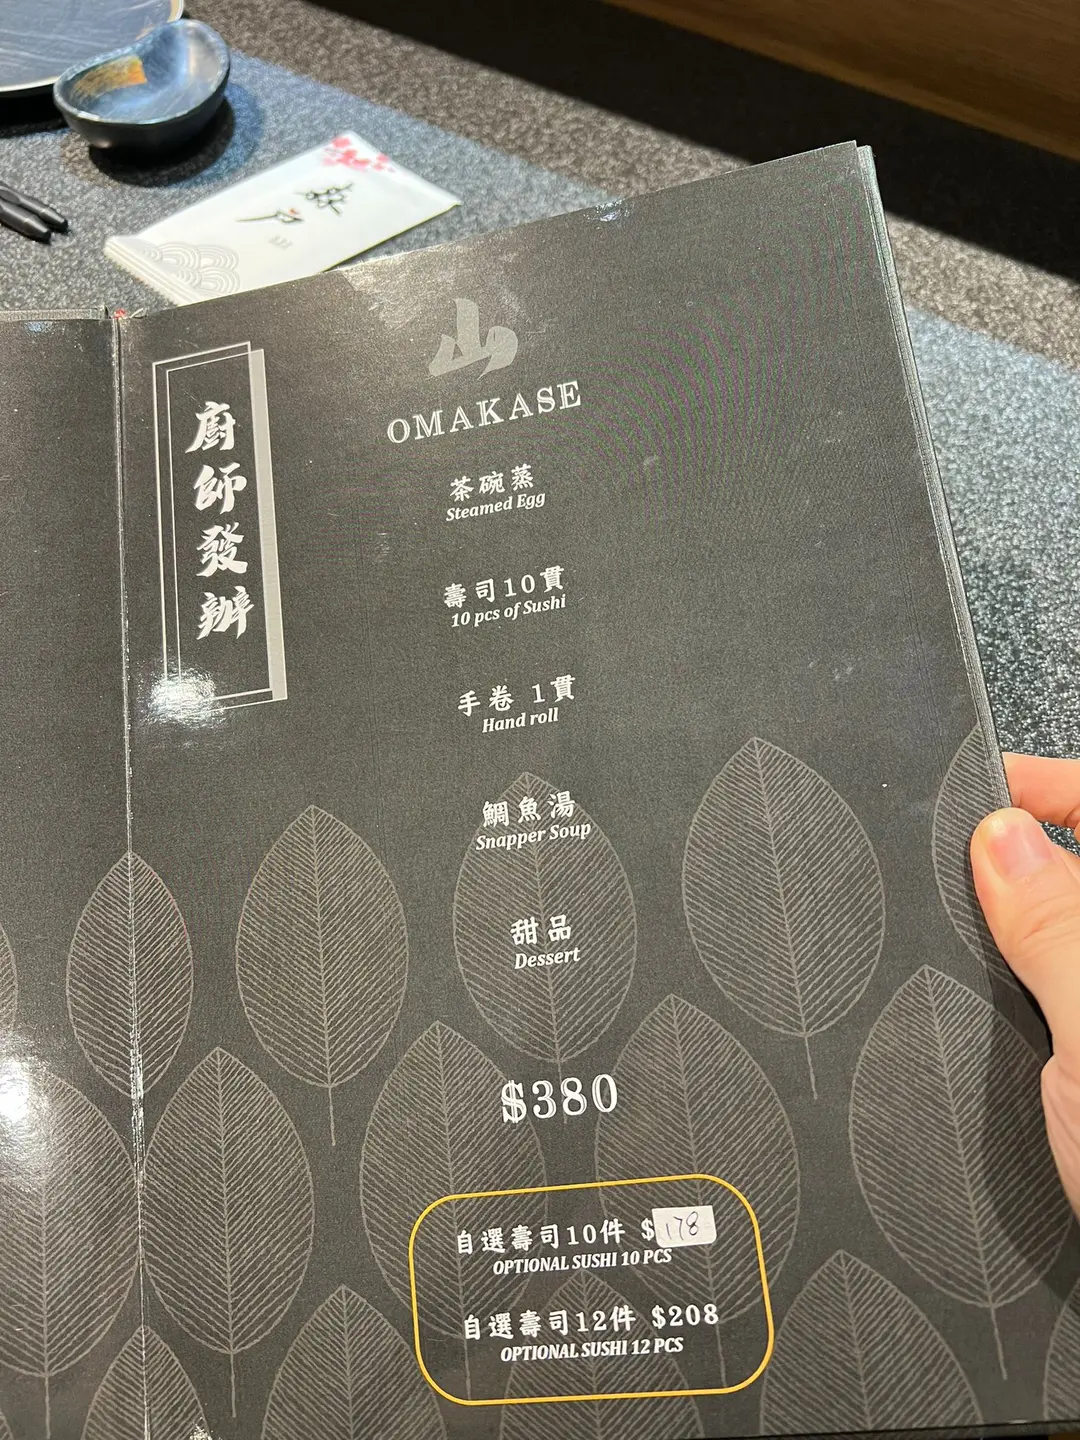 山
OMAKASE
廚師發辦
茶碗蒸
Steamed Egg
壽司10貫
10 pcs of Sushi
手卷 1貫
Hand roll
鯛魚湯
Snapper Soup
甜品
Dessert
$380
自選壽司10件 $178
OPTIONAL SUSHI 10 PCS
自選壽司12件 $208
OPTIONAL SUSHI 12 PCS